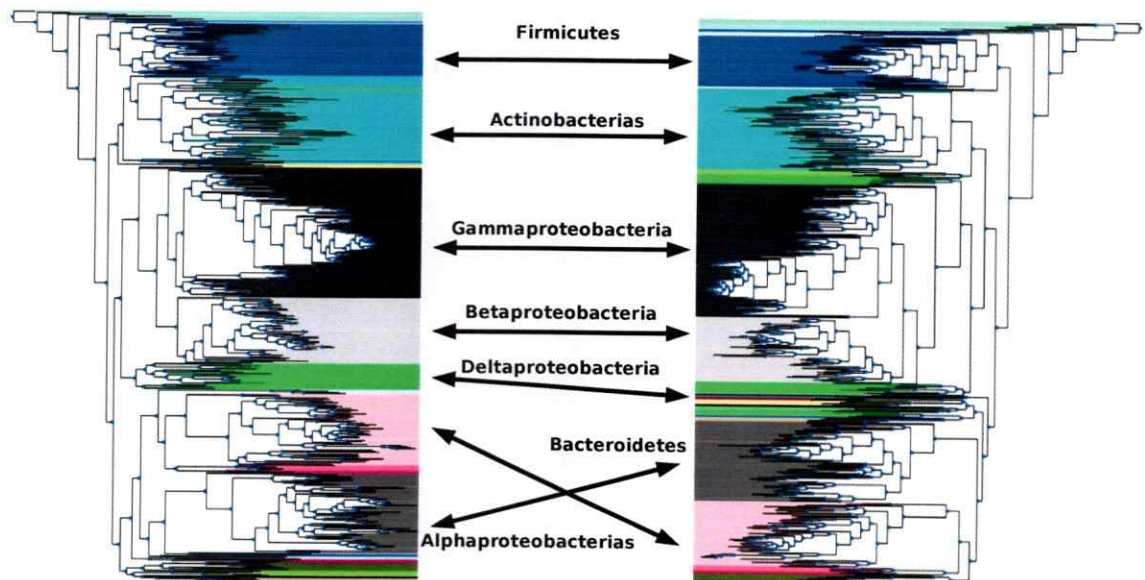 Firmicutes
Actinobacterias
Gammaproteobacteria
Betaproteobacteria
Deltaproteobacteria
Bacteroidetes
Alphaproteobacterias